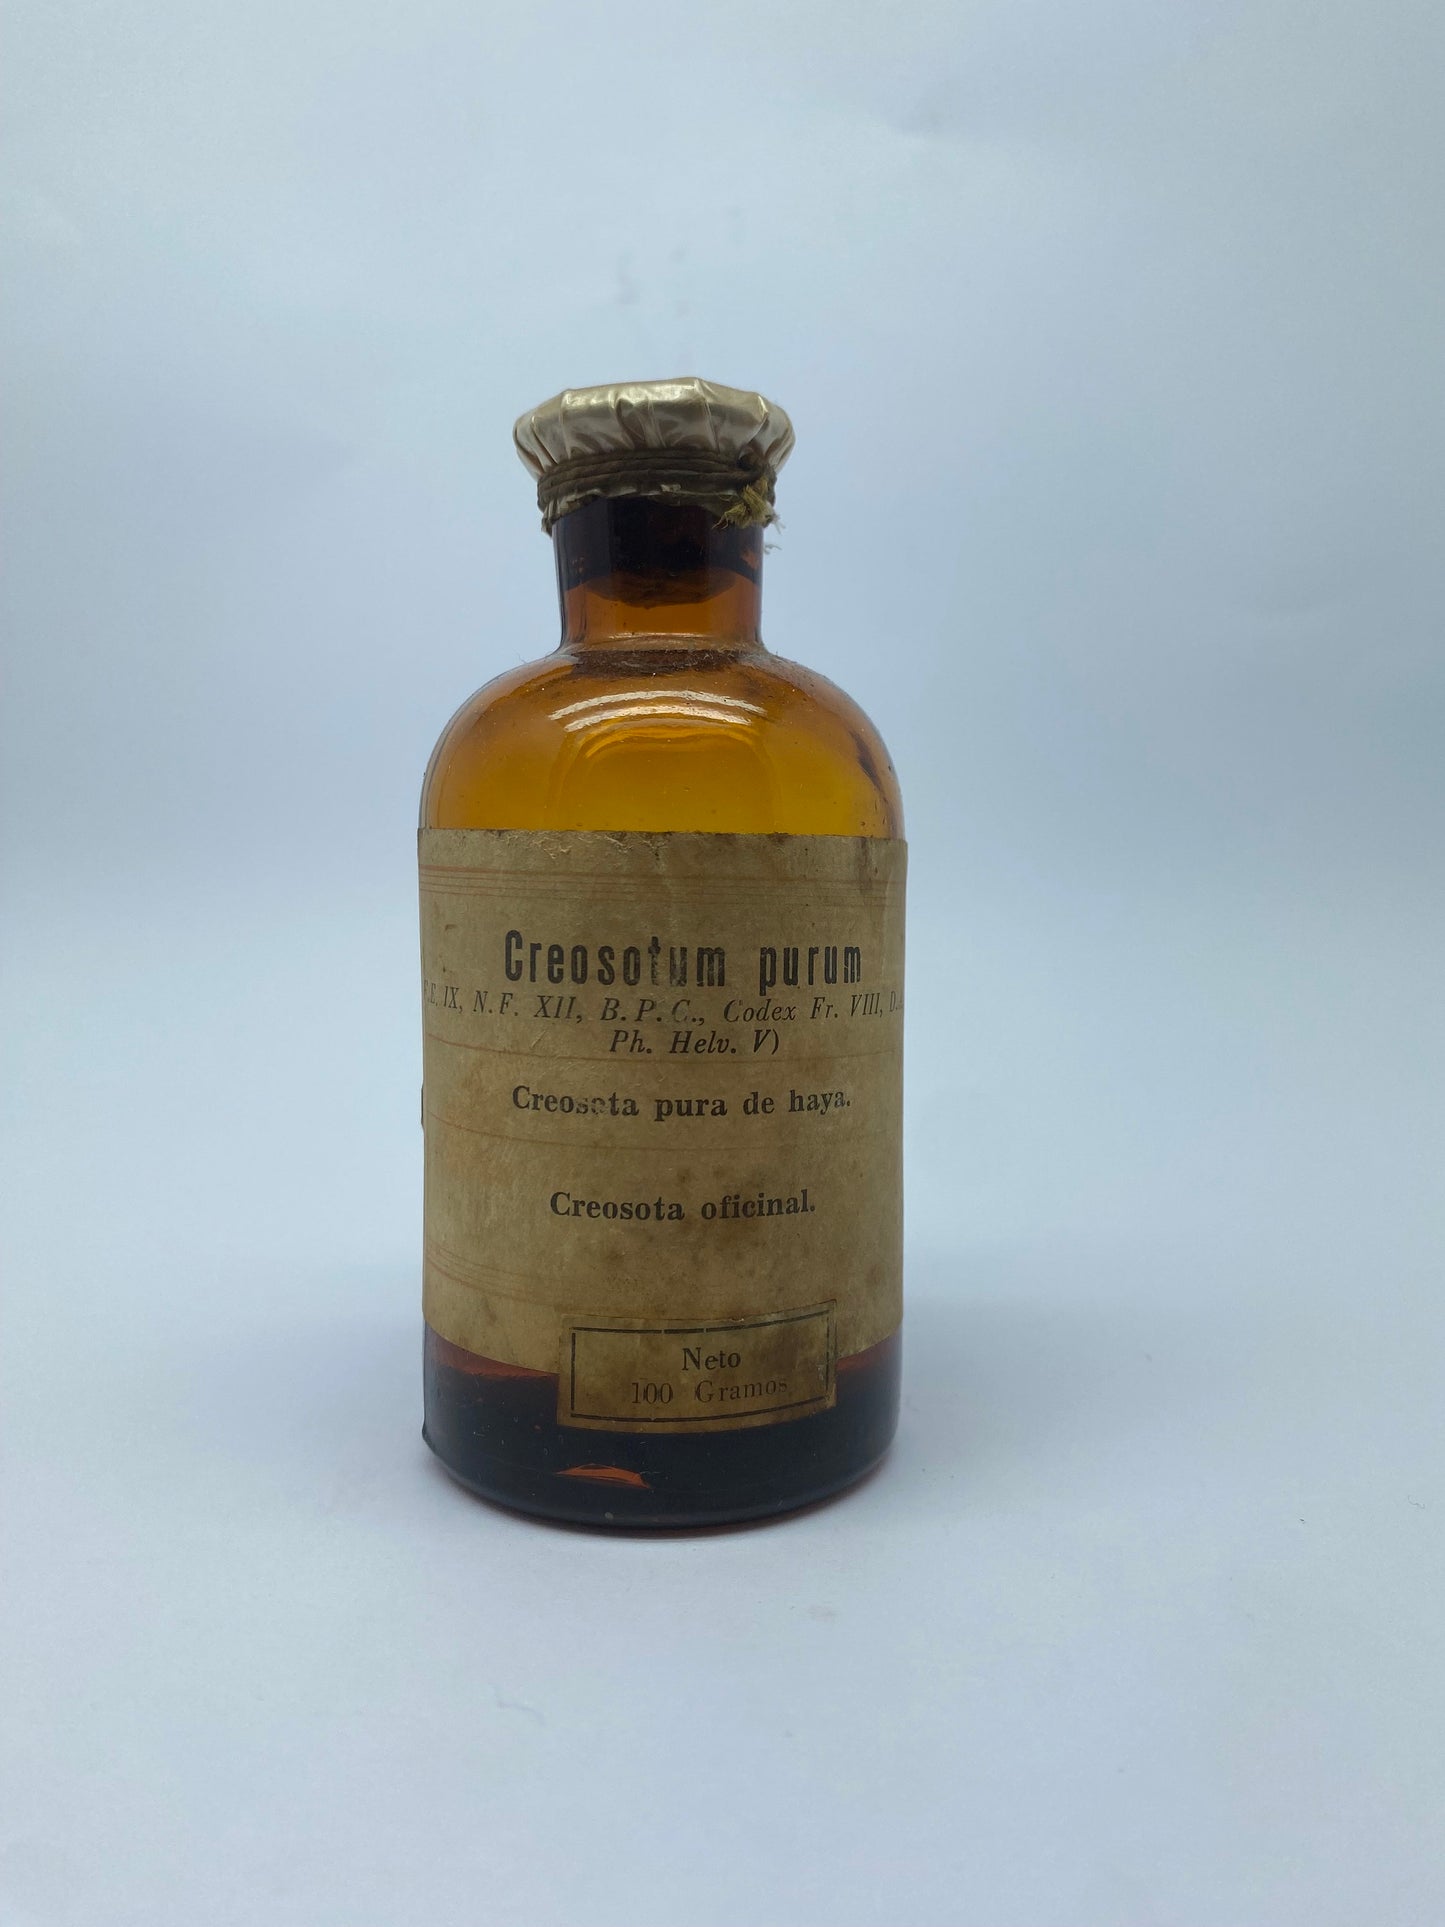 Creosotum purum
F.E. IX, N.F. XII, B.P.C., Codex Fr. VIII,
Ph. Helv. V)
Creosota pura de haya.
Creosota oficinal.
Neto
100 Gramos